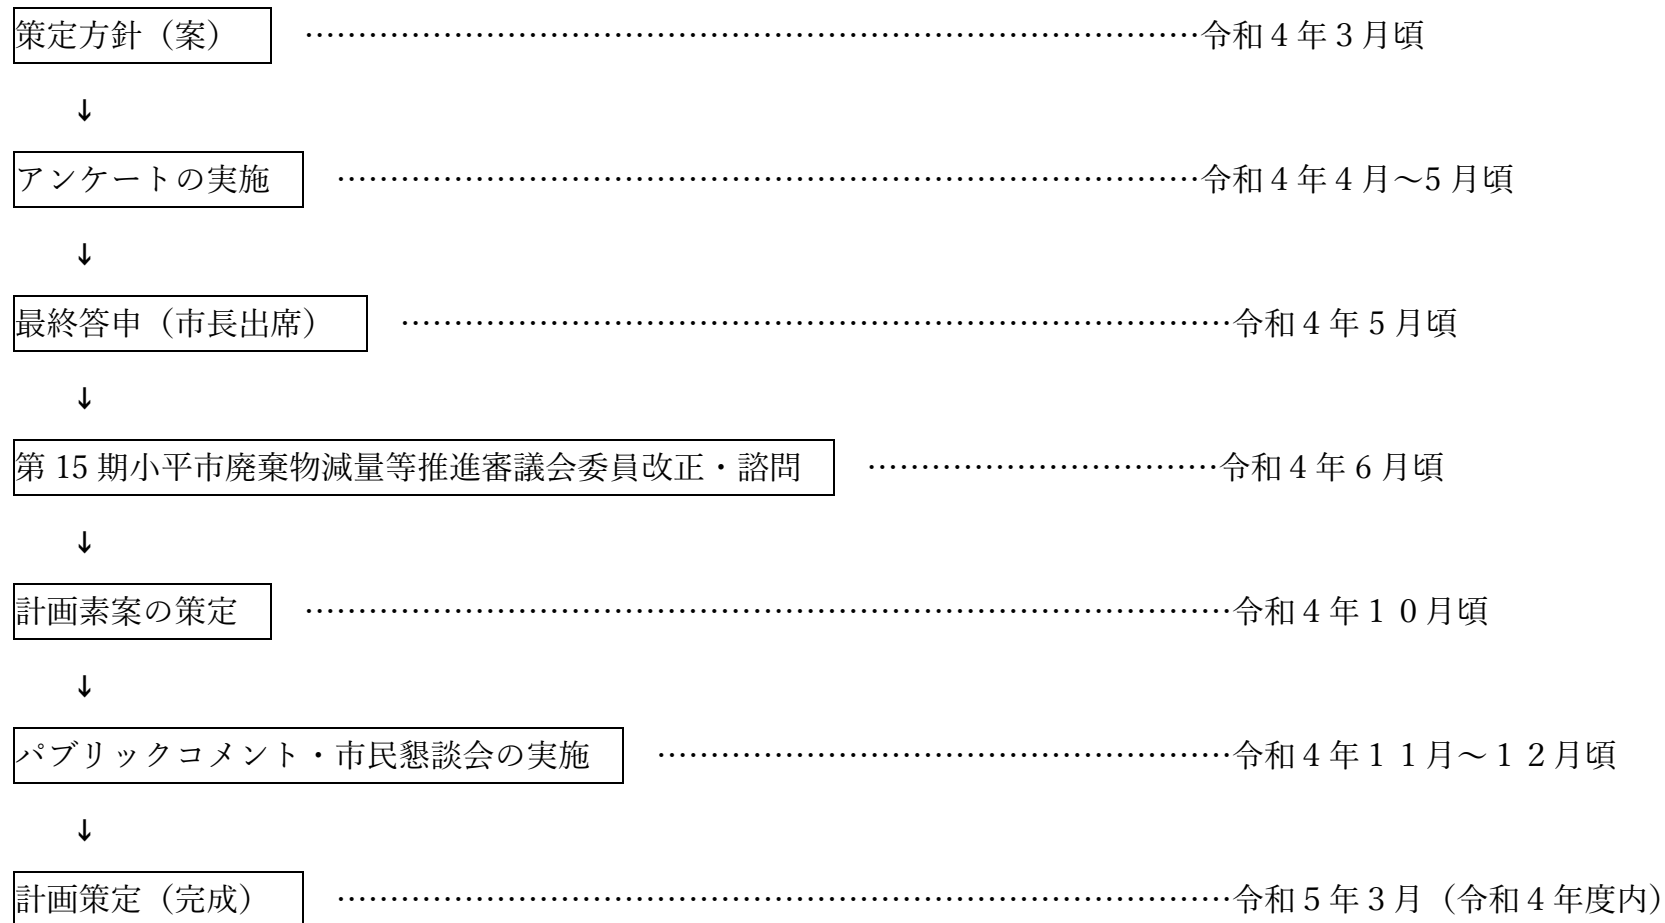 策定方針（案） ……………………………………………………………………………令和４年３月頃
↓
アンケートの実施 …………………………………………………………………………令和４年４月～5 月頃
↓
最終答申（市長出席） ………………………………………………………………………令和４年５月頃
↓
第 15 期小平市廃棄物減量等推進審議会委員改正・諮問 ……………………………令和４年６月頃
↓
計画素案の策定 ………………………………………………………………………………令和４年１０月頃
↓
パブリックコメント・市民懇談会の実施 ………………………………………………令和４年１１月～１２月頃
↓
計画策定（完成） ……………………………………………………………………………令和５年３月（令和４年度内）